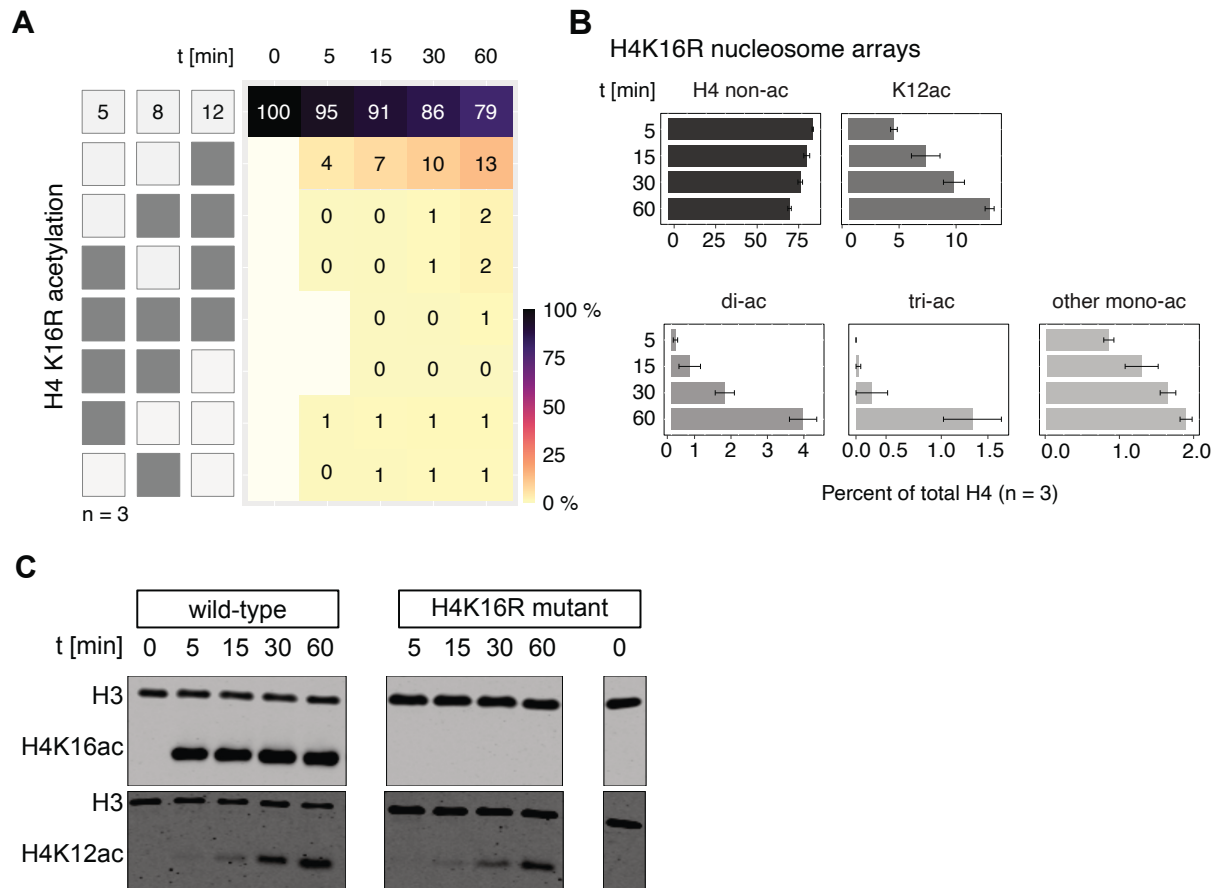 A
t [min] 0 5 15 30 60
5 8 12 100 95 91 86 79
4 7 10 13
0 0 1 2
0 0 1 2
0 0 1
0 0 0
1 1 1 1
0 1 1 1
H4 K16R acetylation
n = 3
100 %
75
50
25
0 %
B
H4K16R nucleosome arrays
t [min] H4 non-ac K12ac
5
15
30
60
0 25 50 75 0 5 10
di-ac tri-ac other mono-ac
5
15
30
60
0 1 2 3 4 0.0 0.5 1.0 1.5 0.0 1.0 2.0
Percent of total H4 (n = 3)
C
wild-type H4K16R mutant
t [min] 0 5 15 30 60 5 15 30 60 0
H3
H4K16ac
H3
H4K12ac